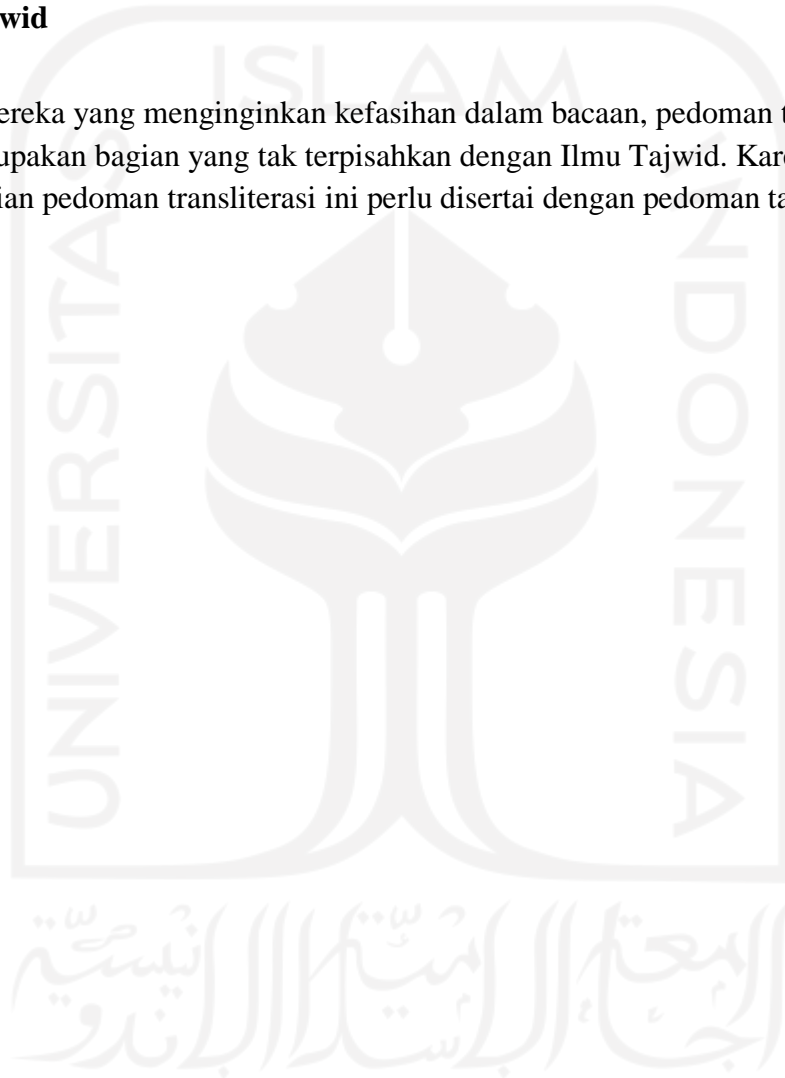 wid
ereka yang menginginkan kefasihan dalam bacaan, pedoman t
upakan bagian yang tak terpisahkan dengan Ilmu Tajwid. Kar
ian pedoman transliterasi ini perlu disertai dengan pedoman ta
ISLAM
UNIVERSITAS
INDONESIA